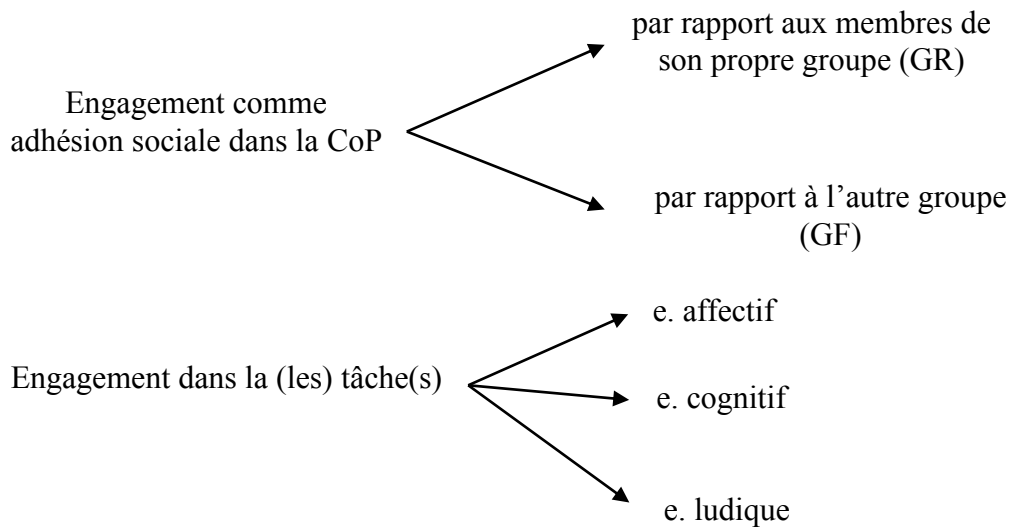 par rapport aux membres de
son propre groupe (GR)
Engagement comme
adhésion sociale dans la CoP
par rapport à l’autre groupe
(GF)
e. affectif
Engagement dans la (les) tâche(s)
e. cognitif
e. ludique